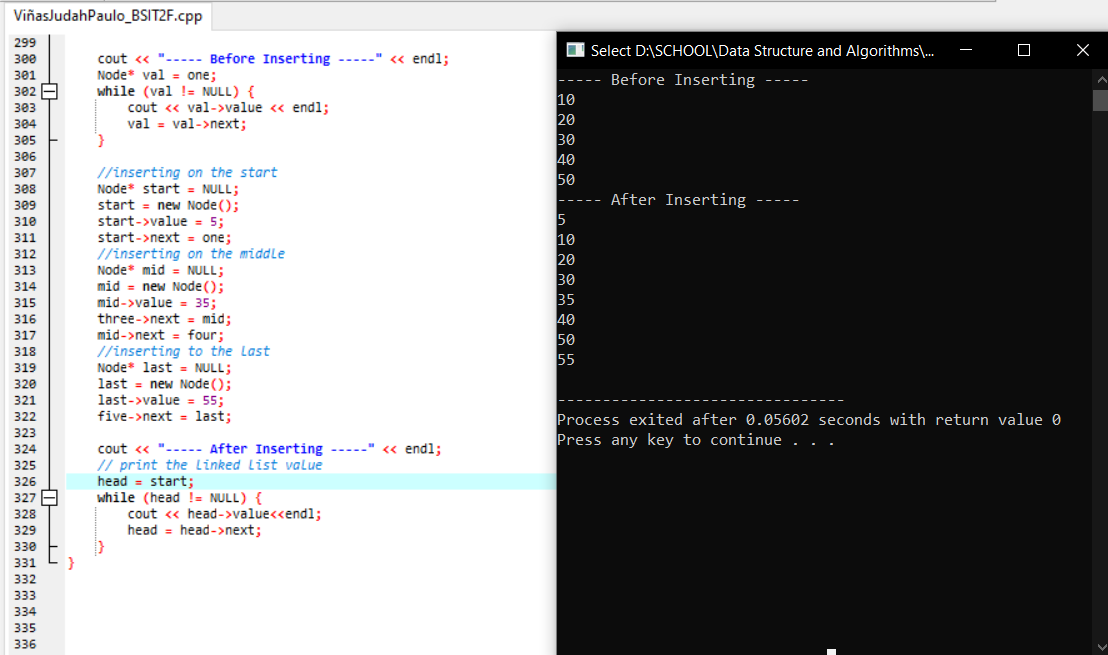 ViñasJudahPaulo_BSIT2F.cpp
299
300 cout << "----- Before Inserting -----" << endl;
301 Node* val = one;
302 while (val != NULL) {
303 cout << val->value << endl;
304 val = val->next;
305 }
306
307 //inserting on the start
308 Node* start = NULL;
309 start = new Node();
310 start->value = 5;
311 start->next = one;
312 //inserting on the middle
313 Node* mid = NULL;
314 mid = new Node();
315 mid->value = 35;
316 three->next = mid;
317 mid->next = four;
318 //inserting to the last
319 Node* last = NULL;
320 last = new Node();
321 last->value = 55;
322 five->next = last;
323
324 cout << "----- After Inserting -----" << endl;
325 // print the linked list value
326 head = start;
327 while (head != NULL) {
328 cout << head->value<<endl;
329 head = head->next;
330 }
331 }
332
333
334
335
336
Select D:\SCHOOL\Data Structure and Algorithms\...
----- Before Inserting -----
10
20
30
40
50
----- After Inserting -----
5
10
20
30
35
40
50
55
--------------------------------
Process exited after 0.05602 seconds with return value 0
Press any key to continue . . .